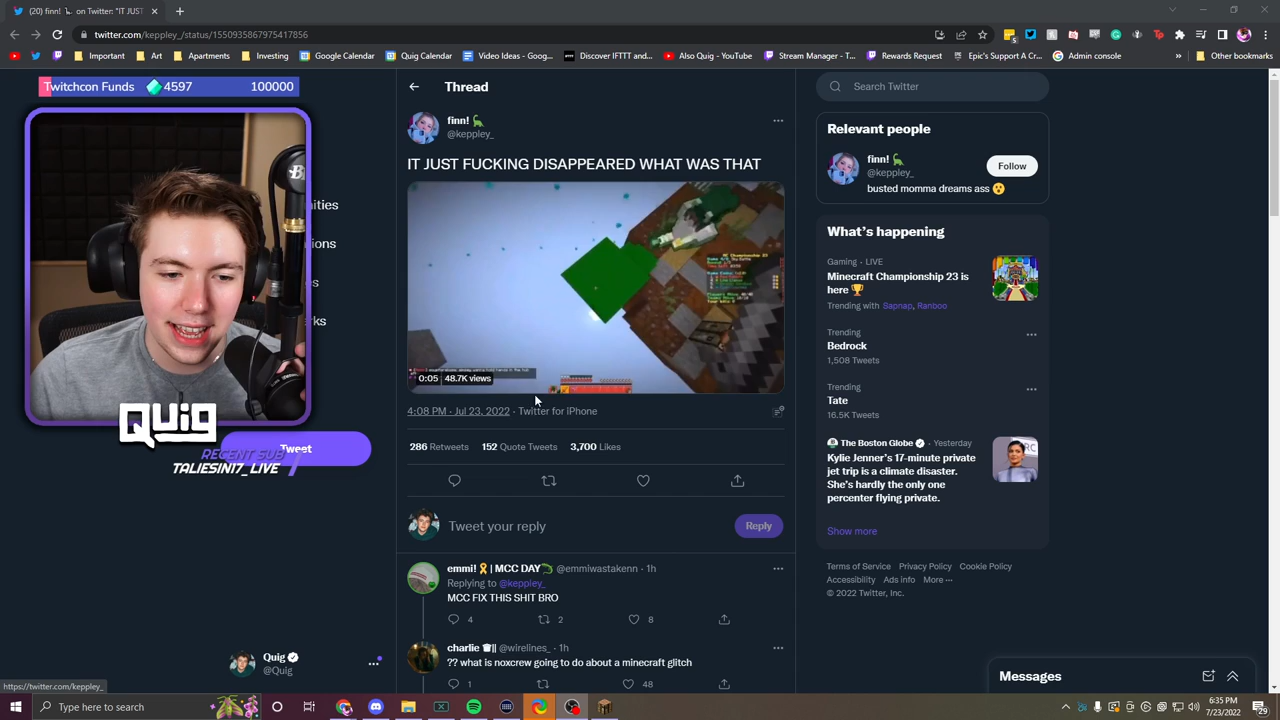 (20) finn! 🦕 on Twitter: "IT JUST
twitter.com/keppley_/status/1550935867975417856
Important
Art
Apartments
Investing
Google Calendar
Quig Calendar
Video Ideas - Goog...
Discover IFTTT and...
Also Quig - YouTube
Stream Manager - T...
Rewards Request
Epic's Support A Cr...
Admin console
»
Other bookmarks
Twitchcon Funds 4597 100000
nities
ions
es
rks
QUIG
Tweet
RECENT SUB
TALIESIN17_LIVE
Quig
@Quig
https://twitter.com/keppley_
Thread
finn! 🦕
@keppley_
IT JUST FUCKING DISAPPEARED WHAT WAS THAT
0:05 48.7K views
4:08 PM · Jul 23, 2022 · Twitter for iPhone
286 Retweets 152 Quote Tweets 3,700 Likes
Tweet your reply
Reply
emmi! 🎗 | MCC DAY @emmiwastakenn · 1h
Replying to @keppley_
MCC FIX THIS SHIT BRO
4 2 8
charlie || @wirelines_ · 1h
?? what is noxcrew going to do about a minecraft glitch
1 48
Search Twitter
Relevant people
finn! 🦕
@keppley_
Follow
busted momma dreams ass 😮
What's happening
Gaming · LIVE
Minecraft Championship 23 is
here 🏆
Trending with Sapnap, Ranboo
Trending
Bedrock
1,508 Tweets
Trending
Tate
16.5K Tweets
The Boston Globe · Yesterday
Kylie Jenner's 17-minute private
jet trip is a climate disaster.
She's hardly the only one
percenter flying private.
Show more
Terms of Service Privacy Policy Cookie Policy
Accessibility Ads info More ···
© 2022 Twitter, Inc.
Messages
Type here to search
6:35 PM
7/23/2022